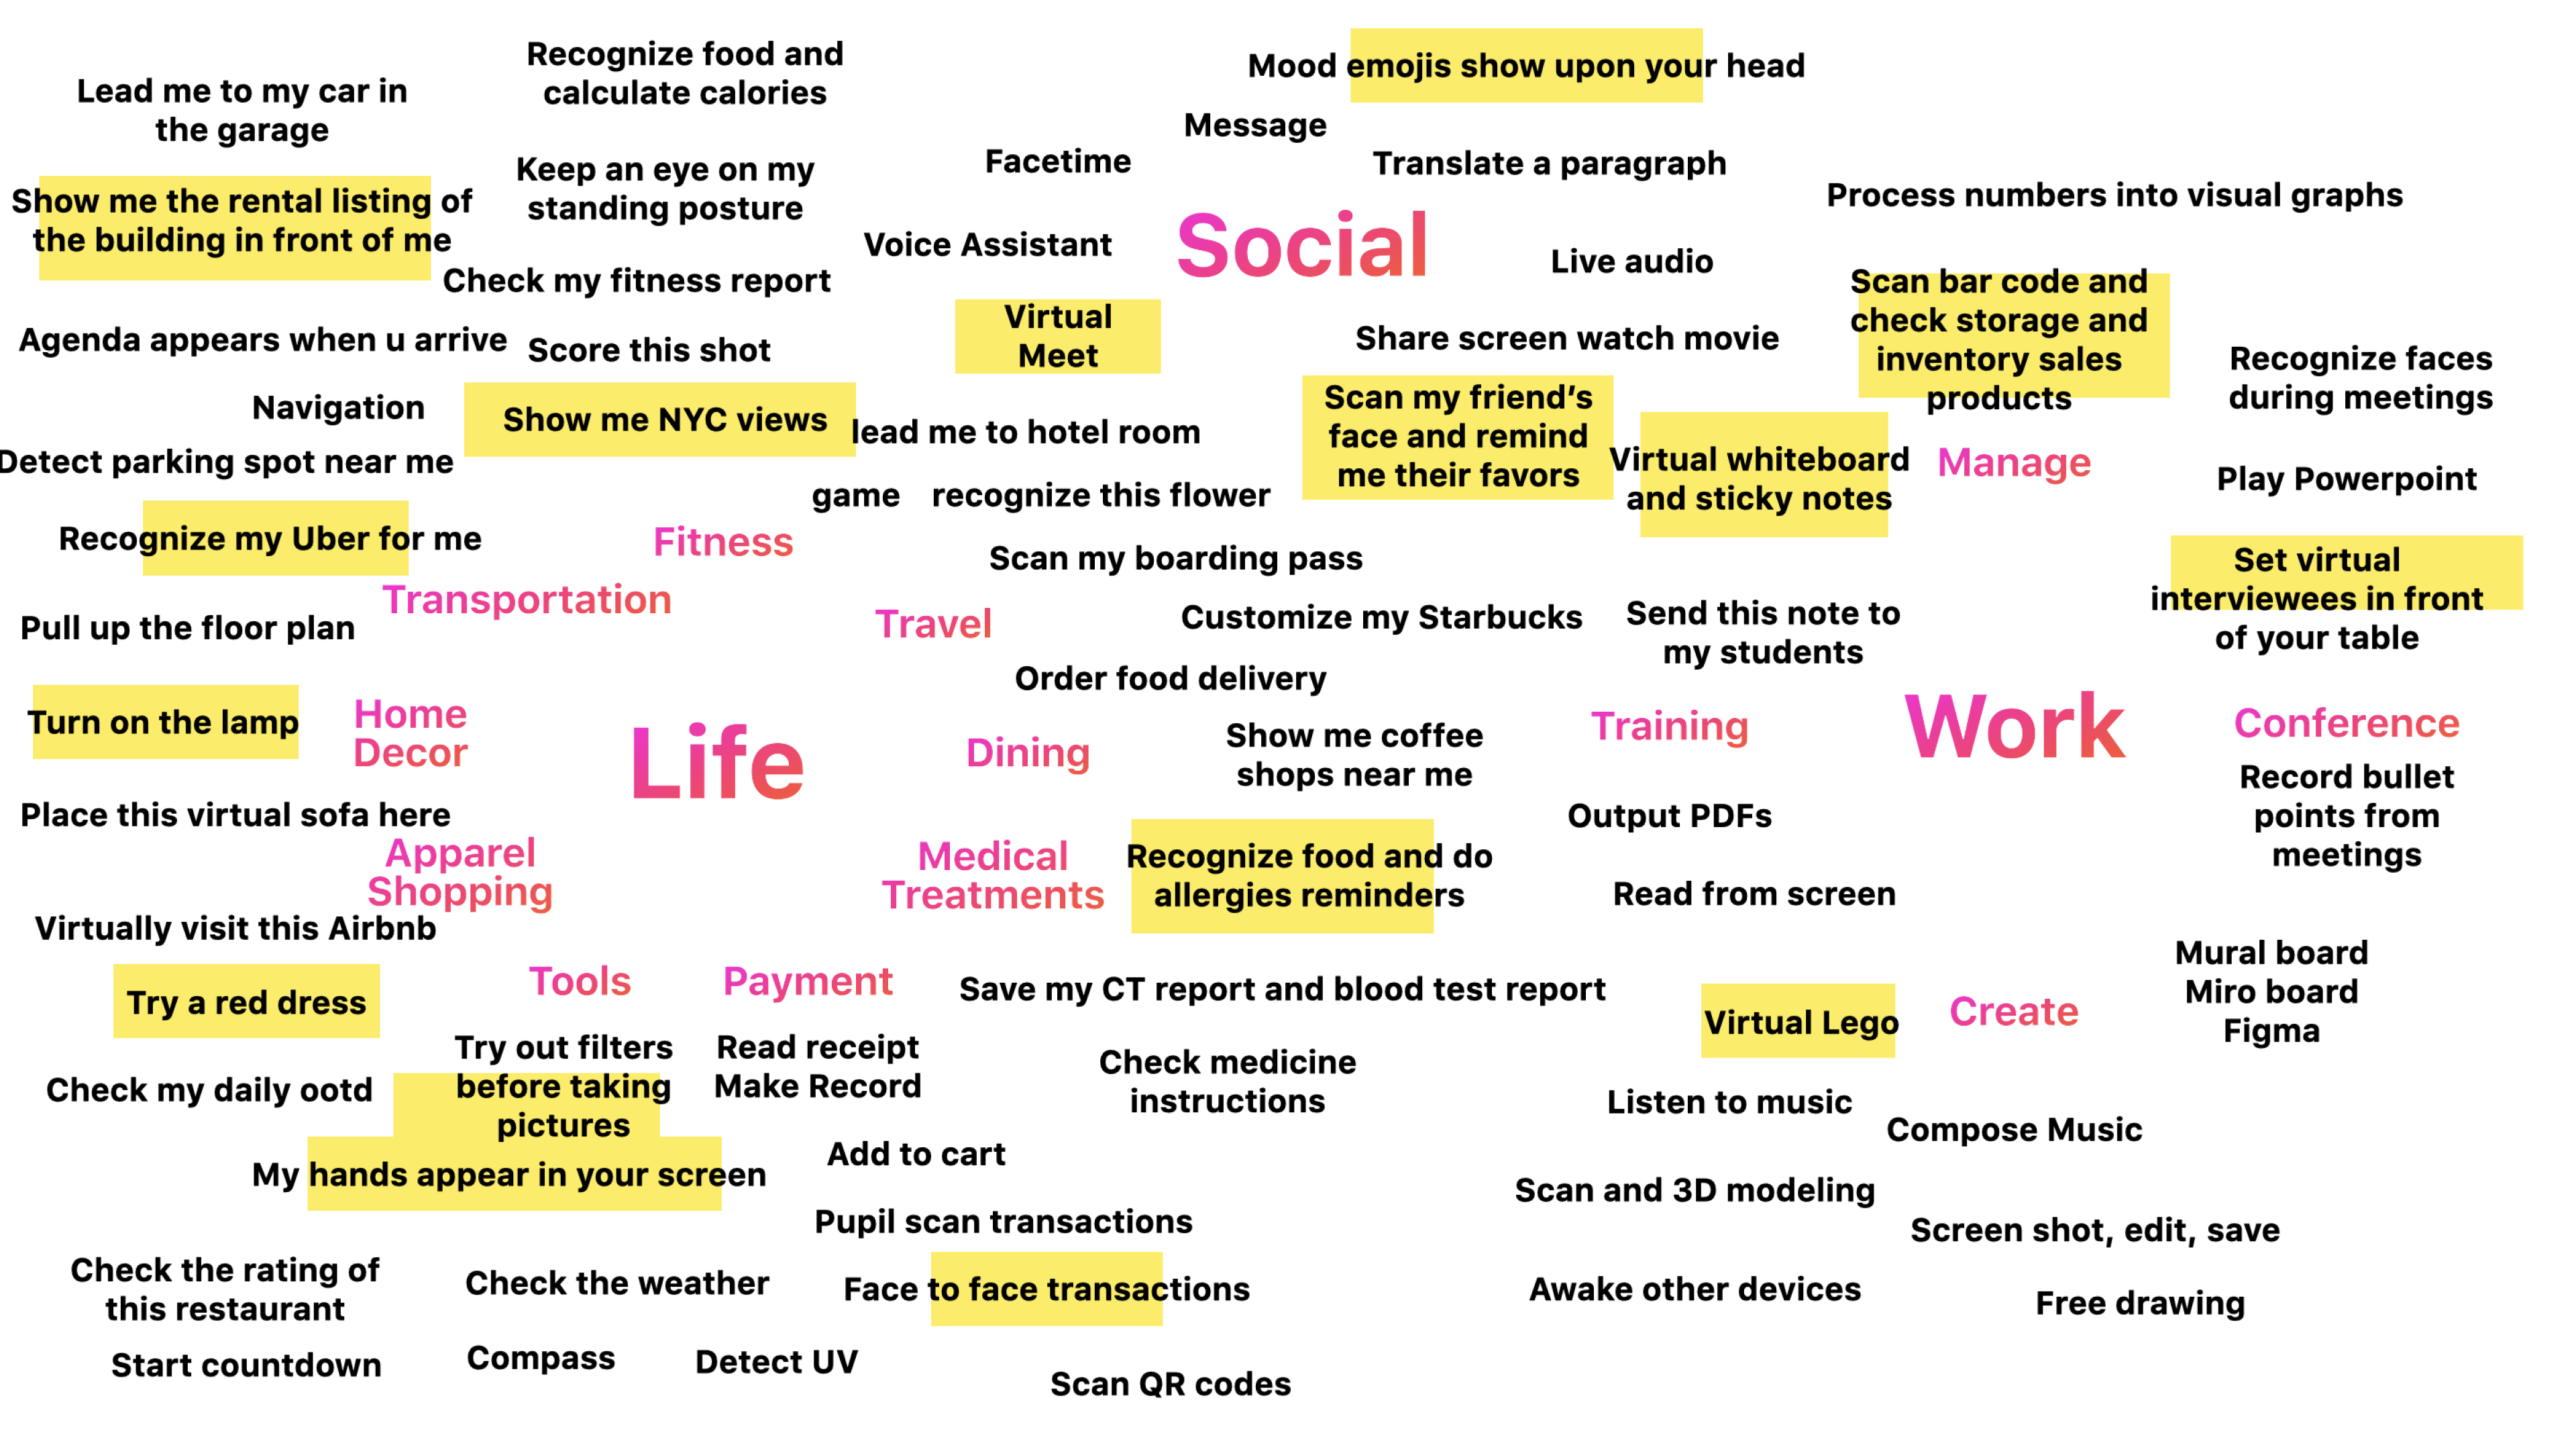 Lead me to my car in
the garage
Recognize food and
calculate calories
Mood emojis show upon your head
Message
Facetime
Translate a paragraph
Keep an eye on my
standing posture
Show me the rental listing of
the building in front of me
Process numbers into visual graphs
Voice Assistant
Social
Live audio
Check my fitness report
Scan bar code and
check storage and
inventory sales
products
Agenda appears when u arrive
Score this shot
Virtual
Meet
Share screen watch movie
Recognize faces
during meetings
Navigation
Show me NYC views
lead me to hotel room
Scan my friend's
face and remind
me their favors
Virtual whiteboard
and sticky notes
Manage
Detect parking spot near me
Play Powerpoint
game
recognize this flower
Recognize my Uber for me
Fitness
Scan my boarding pass
Set virtual
interviewees in front
of your table
Transportation
Pull up the floor plan
Travel
Customize my Starbucks
Send this note to
my students
Order food delivery
Turn on the lamp
Home
Decor
Life
Dining
Show me coffee
shops near me
Training
Work
Conference
Place this virtual sofa here
Output PDFs
Record bullet
points from
meetings
Apparel
Shopping
Medical
Treatments
Recognize food and do
allergies reminders
Read from screen
Virtually visit this Airbnb
Mural board
Miro board
Figma
Try a red dress
Tools
Payment
Save my CT report and blood test report
Virtual Lego
Create
Check my daily ootd
Try out filters
before taking
pictures
Read receipt
Make Record
Check medicine
instructions
Listen to music
Compose Music
My hands appear in your screen
Add to cart
Scan and 3D modeling
Pupil scan transactions
Screen shot, edit, save
Check the rating of
this restaurant
Check the weather
Face to face transactions
Awake other devices
Free drawing
Start countdown
Compass
Detect UV
Scan QR codes